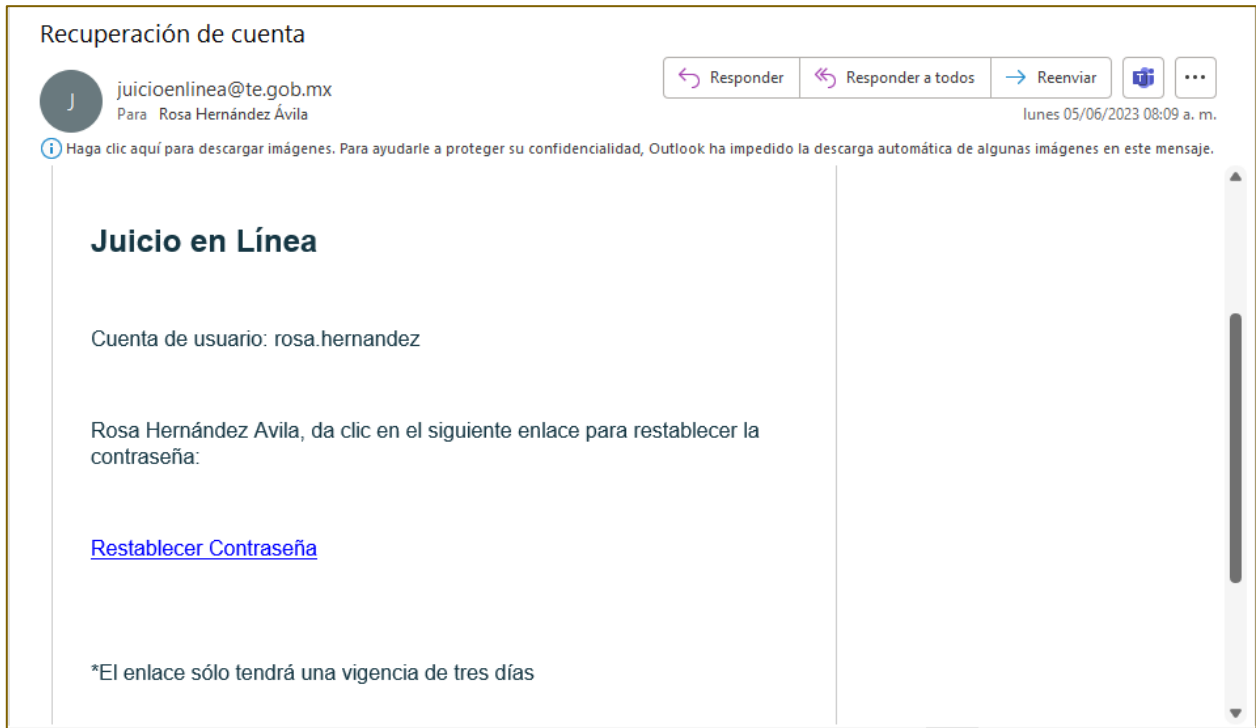 Recuperación de cuenta
J
juicioenlinea@te.gob.mx
Para Rosa Hernández Ávila
Responder
Responder a todos
Reenviar
lunes 05/06/2023 08:09 a. m.
Haga clic aquí para descargar imágenes. Para ayudarle a proteger su confidencialidad, Outlook ha impedido la descarga automática de algunas imágenes en este mensaje.
Juicio en Línea
Cuenta de usuario: rosa.hernandez
Rosa Hernández Avila, da clic en el siguiente enlace para restablecer la
contraseña:
Restablecer Contraseña
*El enlace sólo tendrá una vigencia de tres días